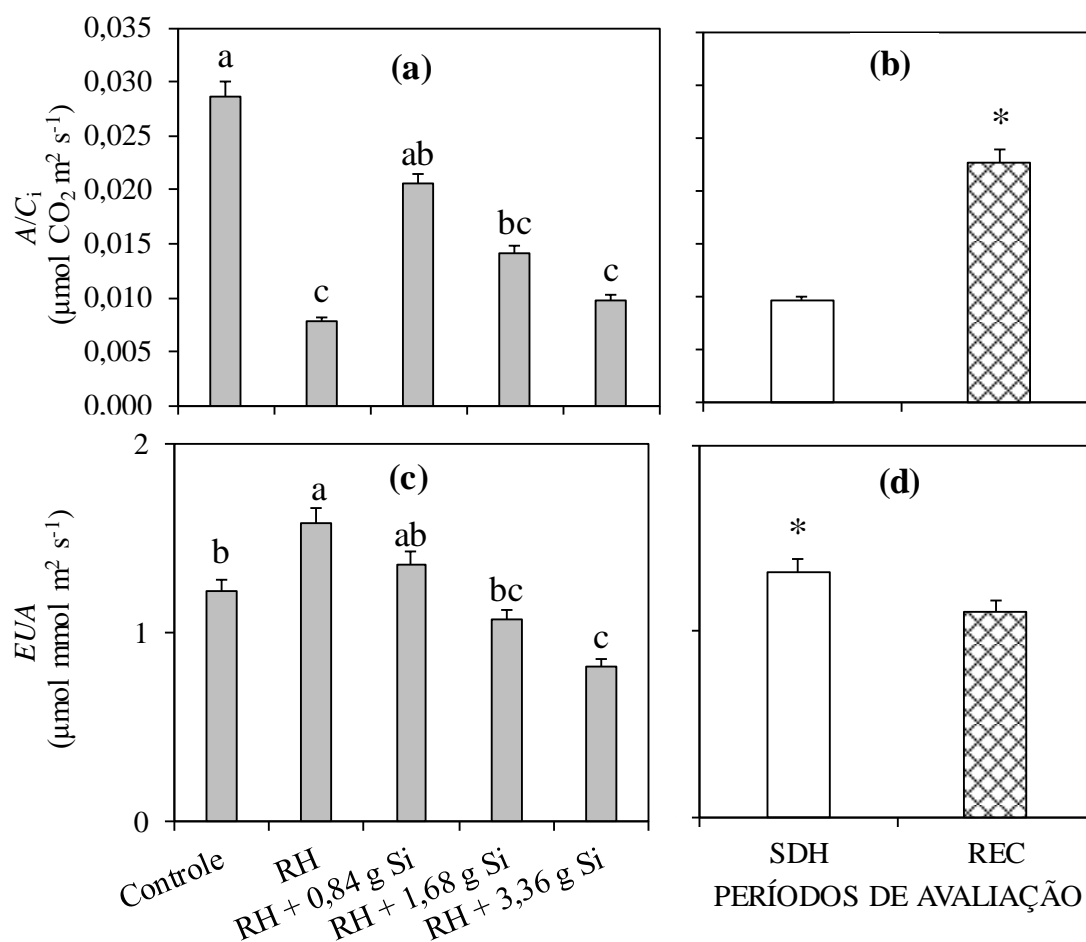 0,035
0,030
0,025
0,020
0,015
0,010
0,005
0.000
A/Ci
(μmol CO2 m² s-1)
(a)
a
c
ab
bc
c
(b)
*
2
1
0
EUA
(μmol mmol m² s-1)
(c)
b
a
ab
bc
c
(d)
*
Controle
RH
RH + 0,84 g Si
RH + 1,68 g Si
RH + 3,36 g Si
SDH REC
PERÍODOS DE AVALIAÇÃO